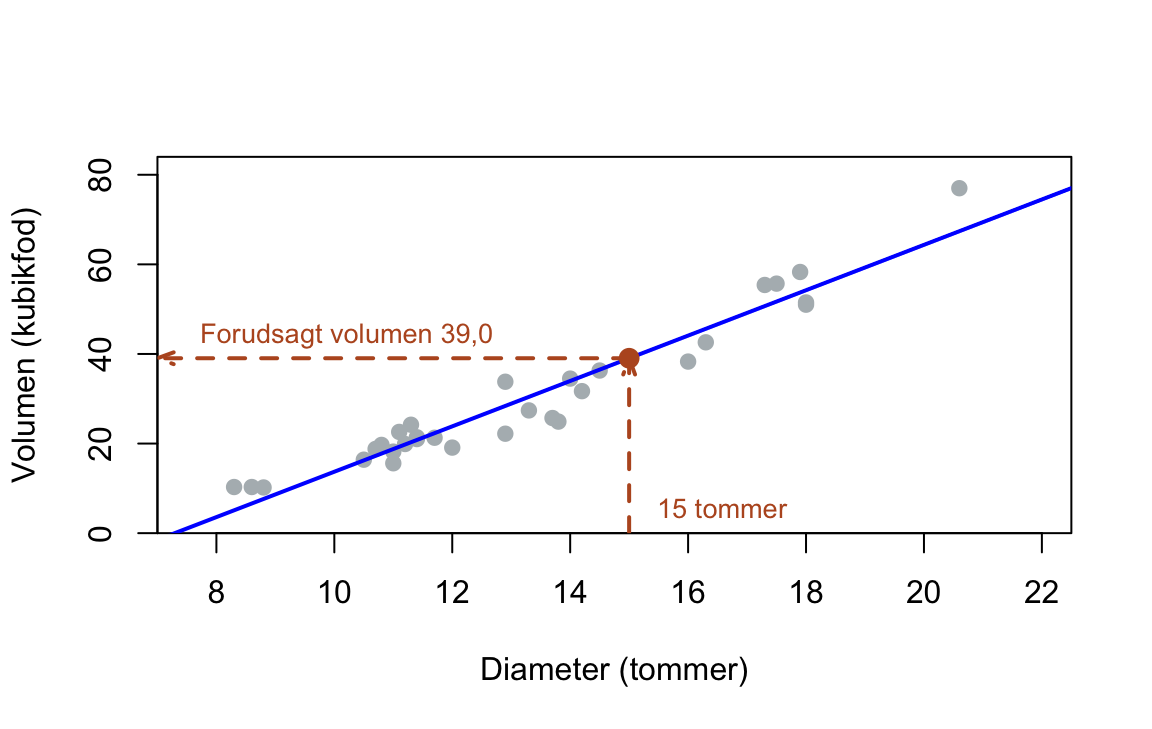 80
60
40
20
0
Volumen (kubikfod)
Forudsagt volumen 39,0
15 tommer
8 10 12 14 16 18 20 22
Diameter (tommer)